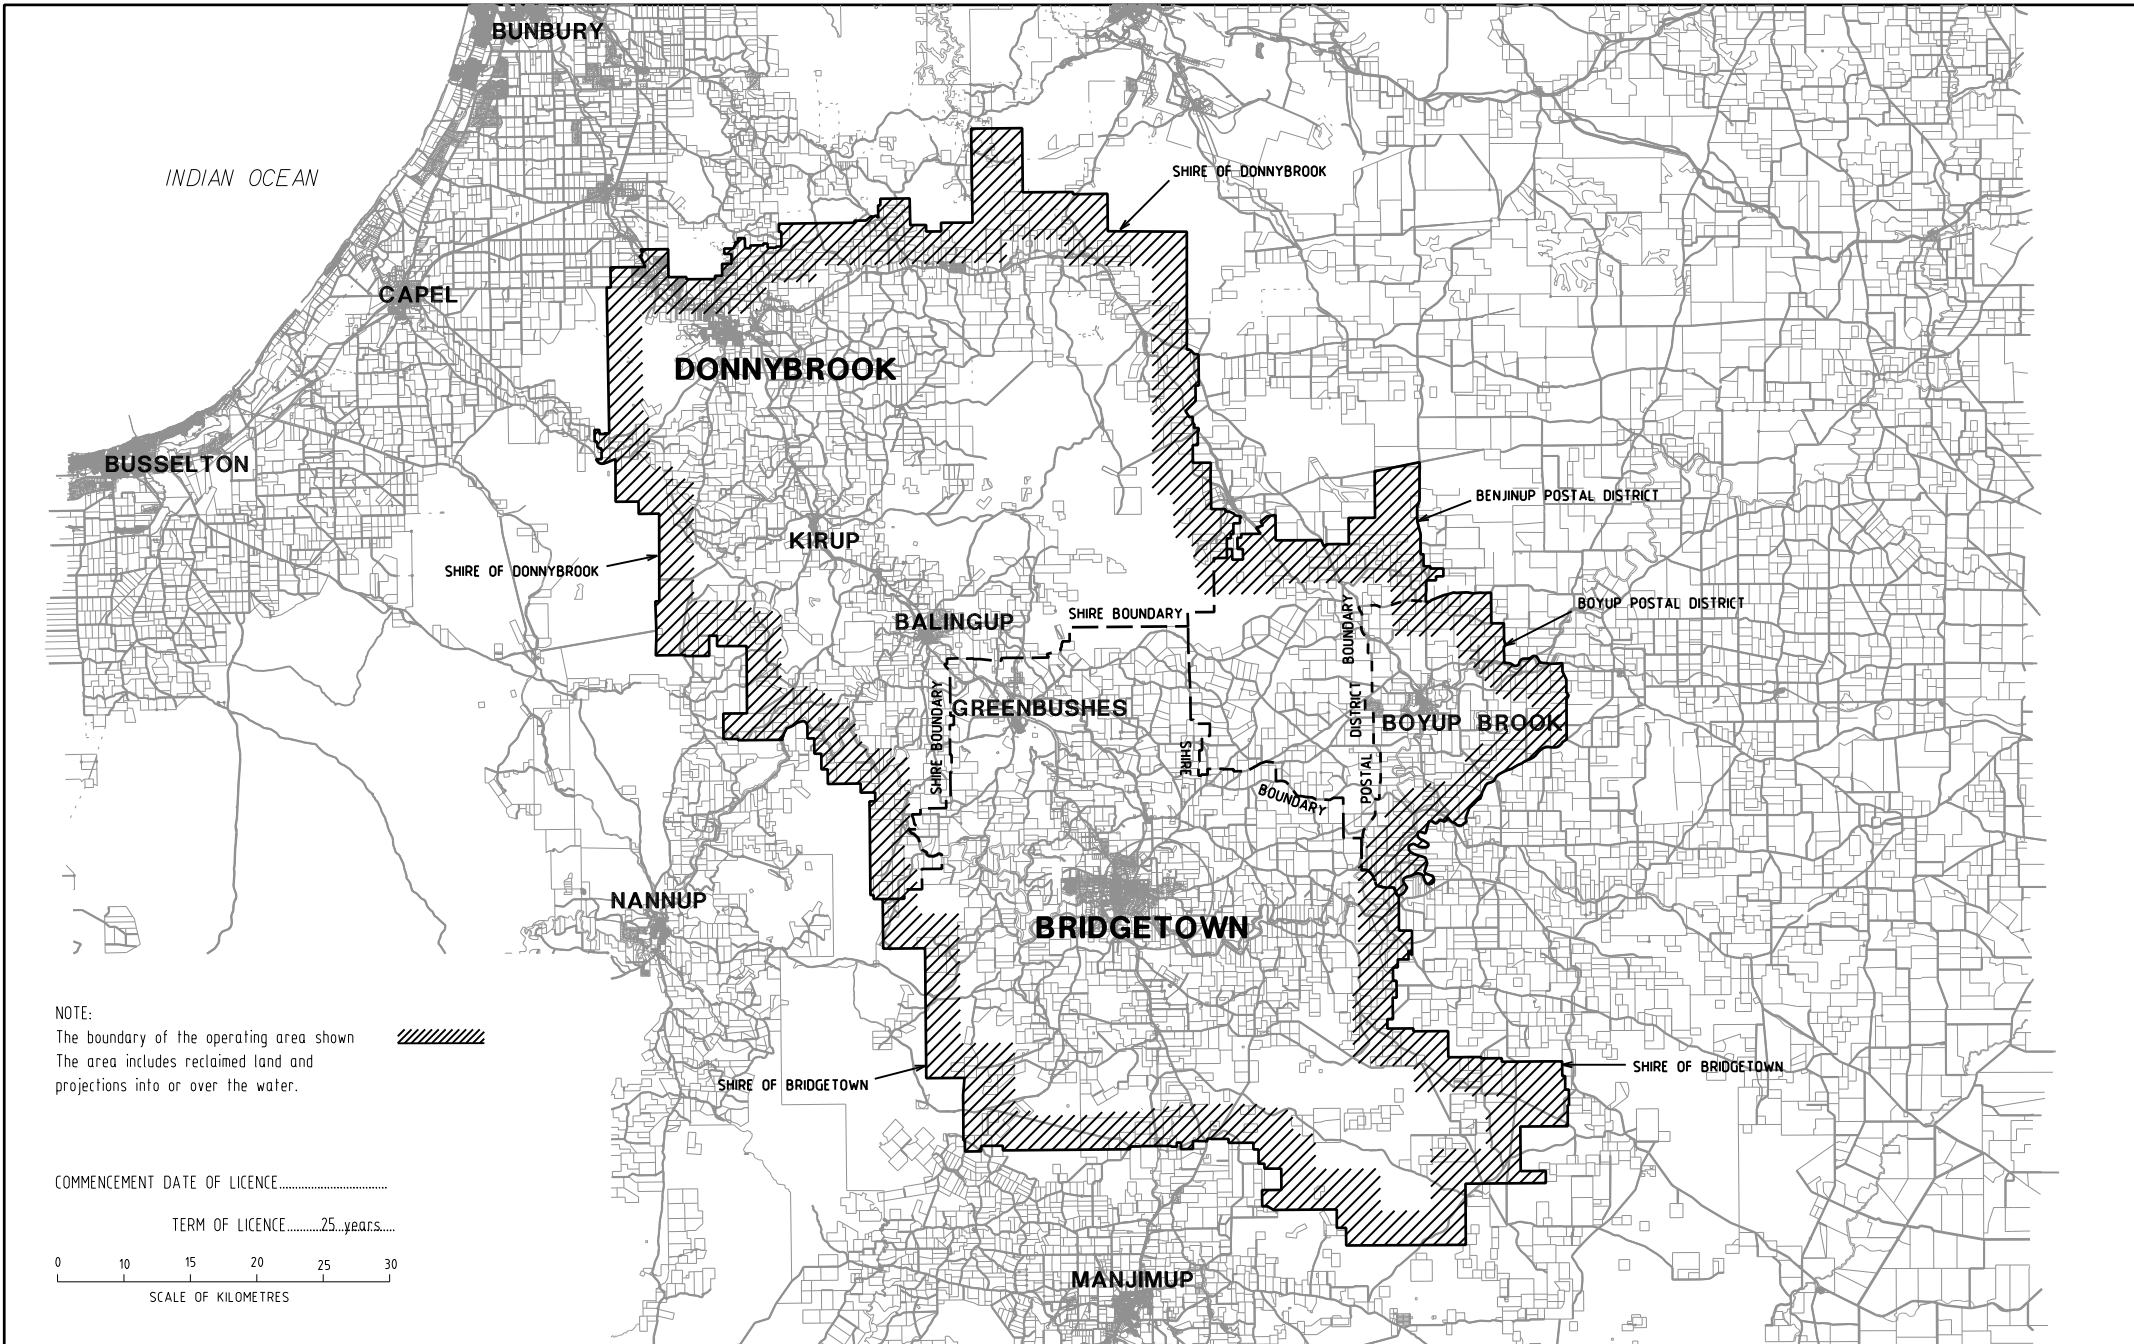 BUNBURY
INDIAN OCEAN
SHIRE OF DONNYBROOK
CAPEL
DONNYBROOK
BUSSELTON
BENJINUP POSTAL DISTRICT
KIRUP
SHIRE OF DONNYBROOK
BOYUP POSTAL DISTRICT
SHIRE BOUNDARY
BALINGUP
POSTAL DISTRICT BOUNDARY
SHIRE BOUNDARY
GREENBUSHES
BOYUP BROOK
SHIRE BOUNDARY
NANNUP
BRIDGETOWN
NOTE:
The boundary of the operating area shown
The area includes reclaimed land and
projections into or over the water.
SHIRE OF BRIDGETOWN
SHIRE OF BRIDGETOWN
COMMENCEMENT DATE OF LICENCE..................................
TERM OF LICENCE...........25 years.....
0 10 15 20 25 30
SCALE OF KILOMETRES
MANJIMUP